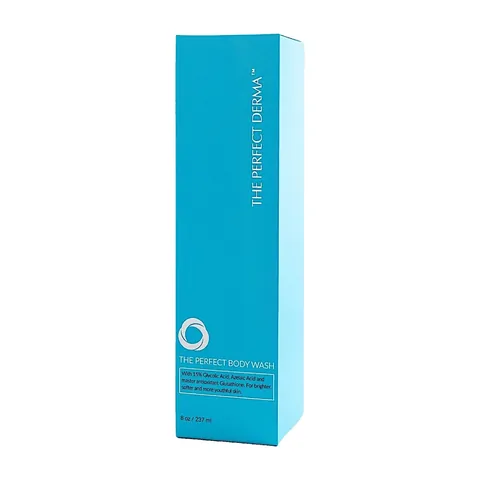 THE PERFECT DERMA™
THE PERFECT BODY WASH
With 15% Glycolic Acid, Azelaic Acid and
master antioxidant, Glutathione. For brighter,
softer and more youthful skin.
8 oz / 237 ml